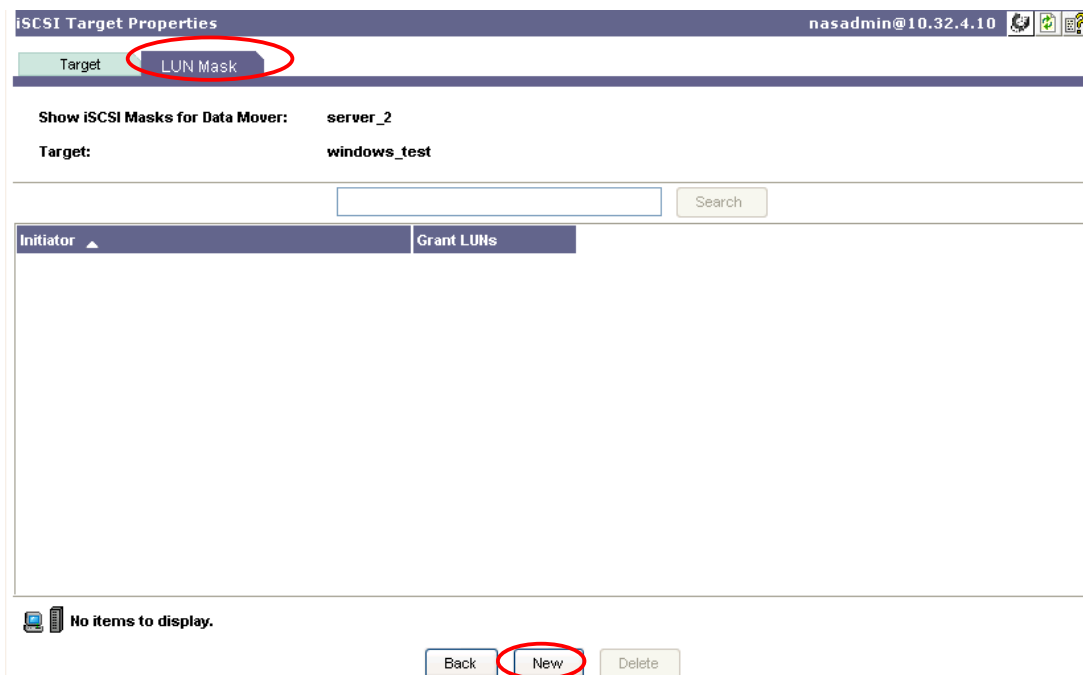 iSCSI Target Properties nasadmin@10.32.4.10
Target LUN Mask
Show iSCSI Masks for Data Mover: server_2
Target: windows_test
Search
Initiator Grant LUNs
No items to display.
Back New Delete